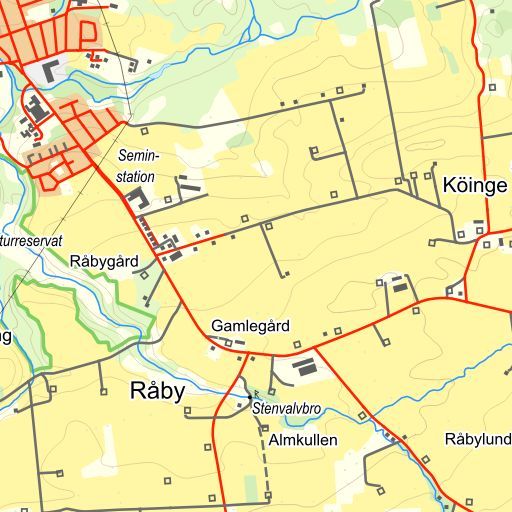 Semin-
station
Köinge
turreservat
Råbygård
Gamlegård
Råby
Stenvalvbro
Almkullen
Råbylund